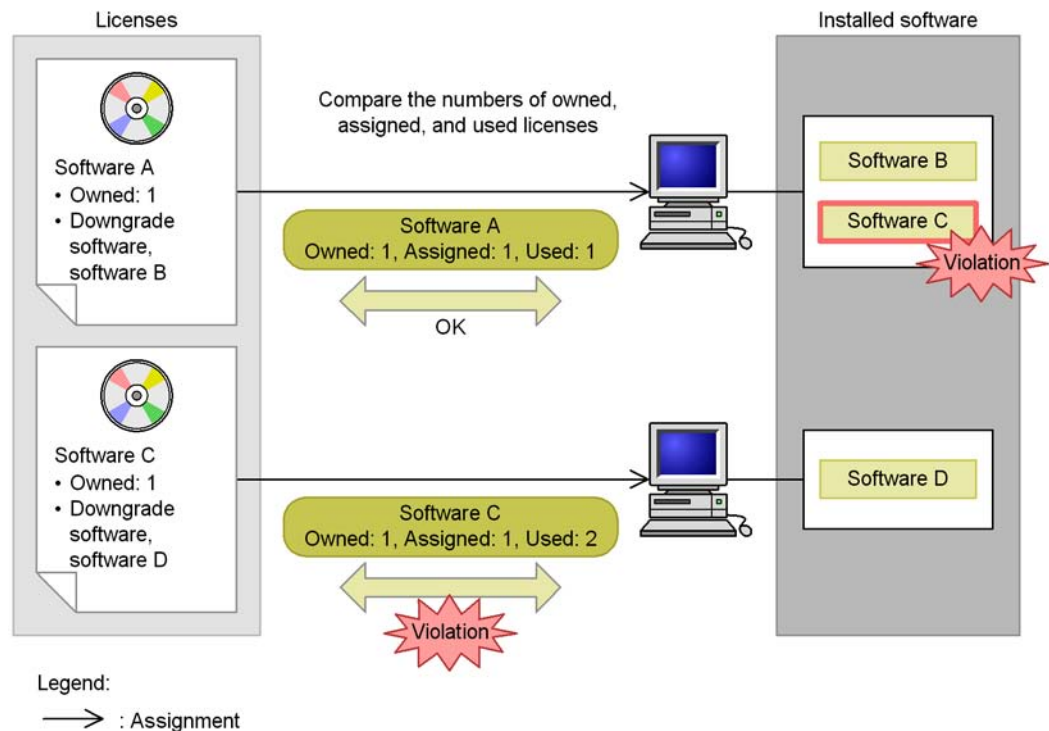 Licenses
Installed software
Software A
• Owned: 1
• Downgrade
software,
software B
Compare the numbers of owned,
assigned, and used licenses
Software A
Owned: 1, Assigned: 1, Used: 1
OK
Software B
Software C
Violation
Software C
• Owned: 1
• Downgrade
software,
software D
Software C
Owned: 1, Assigned: 1, Used: 2
Violation
Software D
Legend:
: Assignment